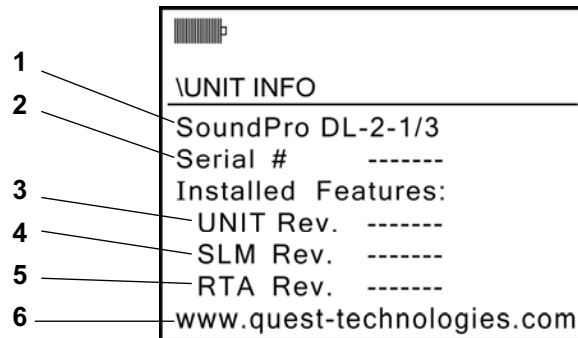 \UNIT INFO
1 SoundPro DL-2-1/3
2 Serial # -------
Installed Features:
3 UNIT Rev. -------
4 SLM Rev. -------
5 RTA Rev. -------
6 www.quest-technologies.com